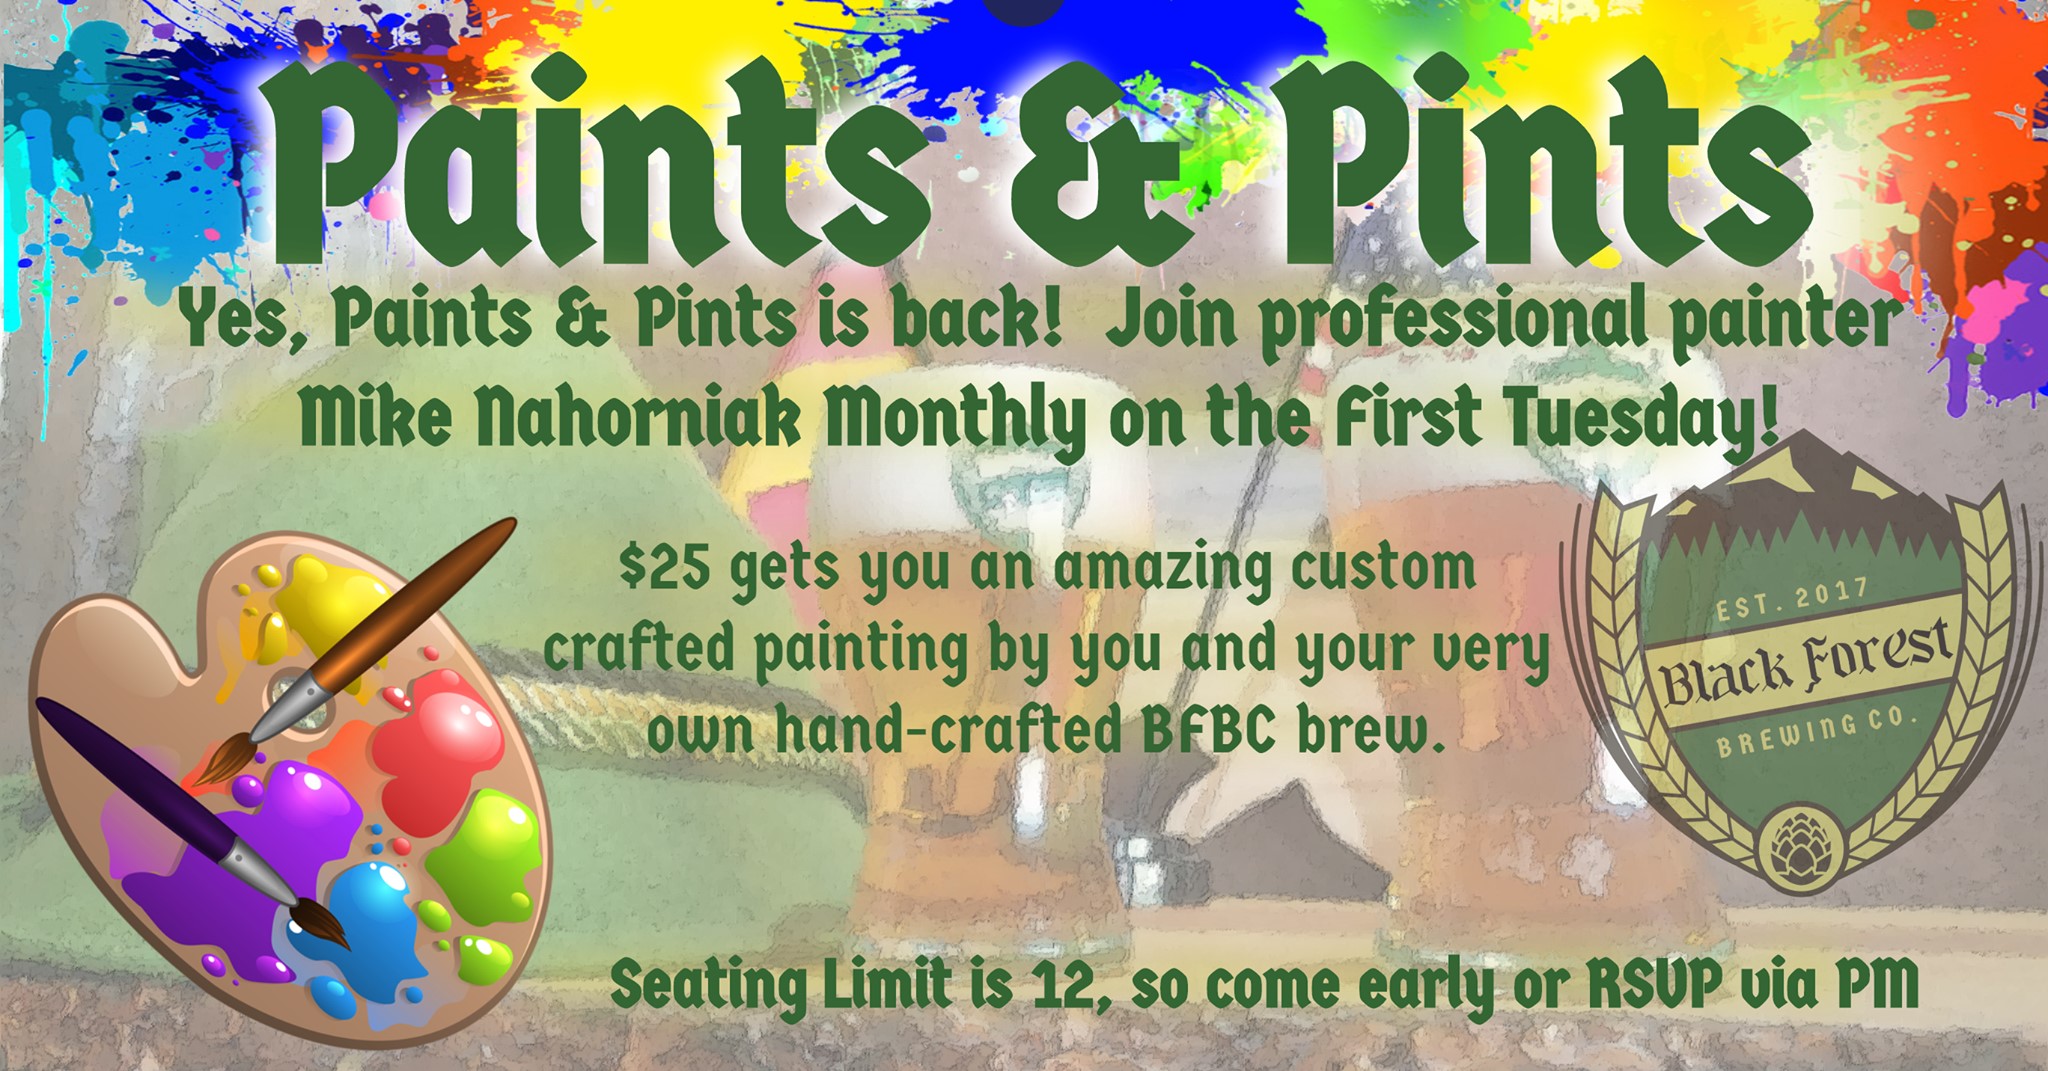 Paints & Pints
Yes, Paints & Pints is back! Join professional painter
Mike Nahorniak Monthly on the First Tuesday!
$25 gets you an amazing custom
crafted painting by you and your very
own hand-crafted BFBC brew.
EST. 2017
Black Forest
BREWING CO.
Seating Limit is 12, so come early or RSVP via PM